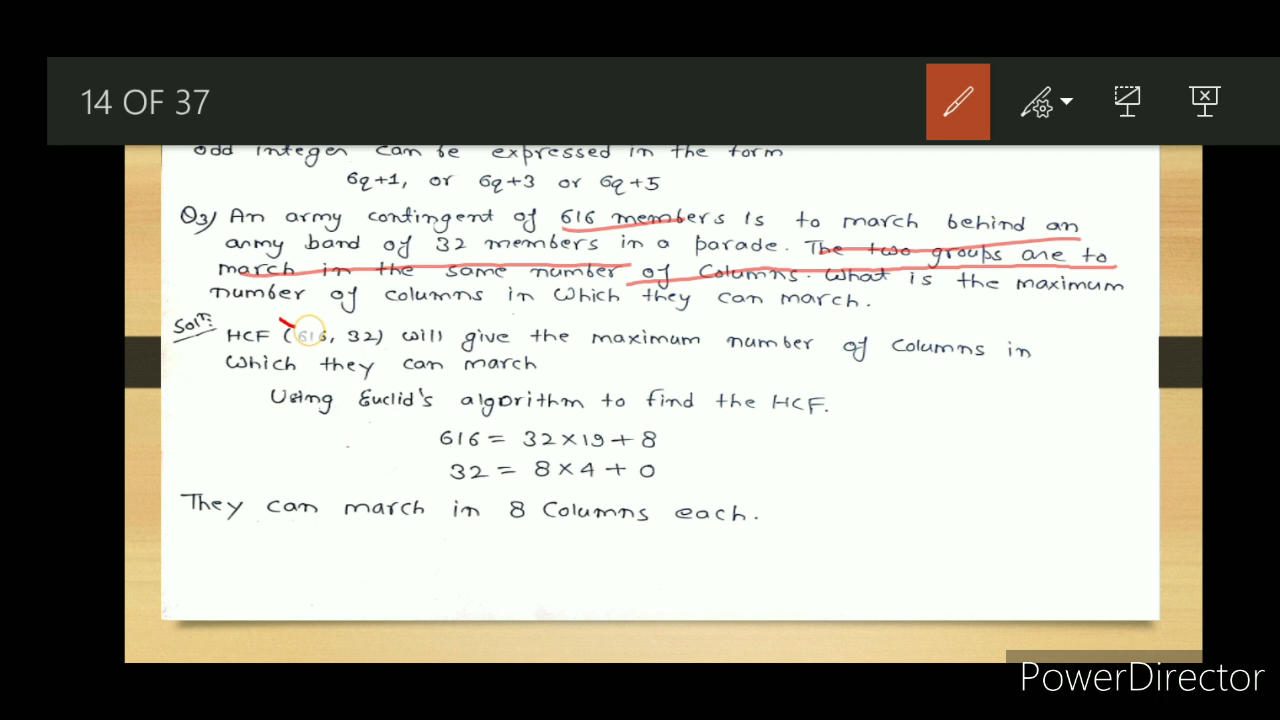 14 OF 37
odd integer can be expressed in the form
6q+1, or 6q+3 or 6q+5
Q3) An army contingent of 616 members is to march behind an
army band of 32 members in a parade. The two groups are to
march in the same number of columns. What is the maximum
number of columns in which they can march.
Soln:
HCF (616, 32) will give the maximum number of columns in
which they can march
Using Euclid's algorithm to find the HCF.
616 = 32×19+8
32 = 8×4+0
They can march in 8 columns each.
PowerDirector